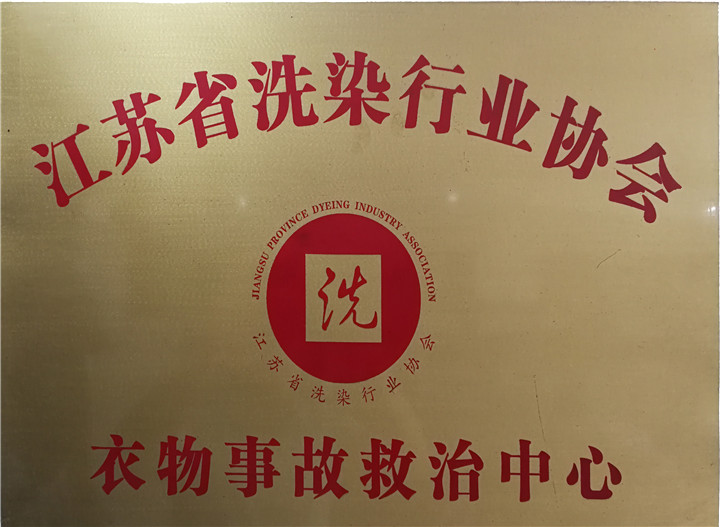 江苏省洗染行业协会
JIANGSU PROVINCE DYEING INDUSTRY ASSOCIATION
洗
江苏省洗染行业协会
衣物事故救治中心